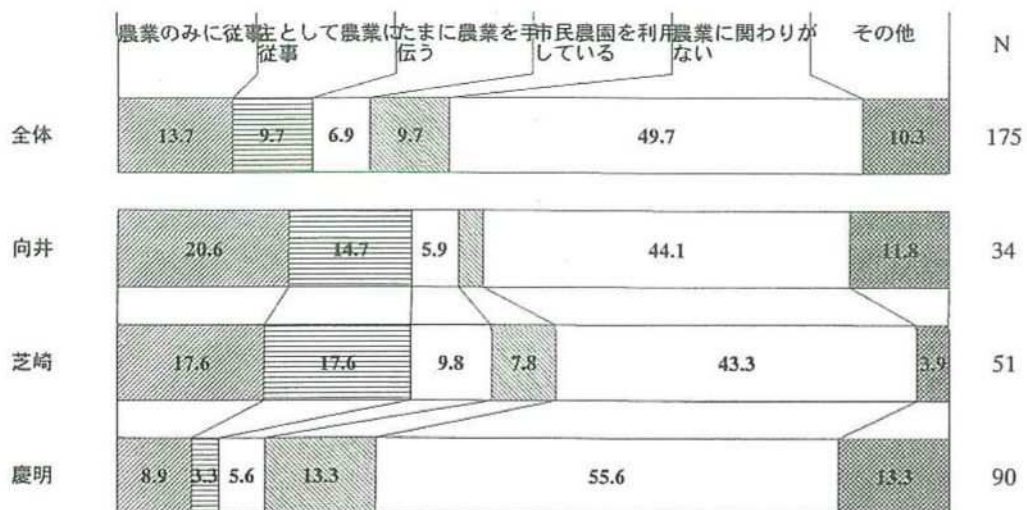 農業のみに従事 主として農業に たまに農業を手 市民農園を利用 農業に関わりが その他 N
従事 伝う している ない
全体 13.7 9.7 6.9 9.7 49.7 10.3 175
向井 20.6 14.7 5.9 44.1 11.8 34
芝崎 17.6 17.6 9.8 7.8 43.3 3.9 51
慶明 8.9 3.3 5.6 13.3 55.6 13.3 90